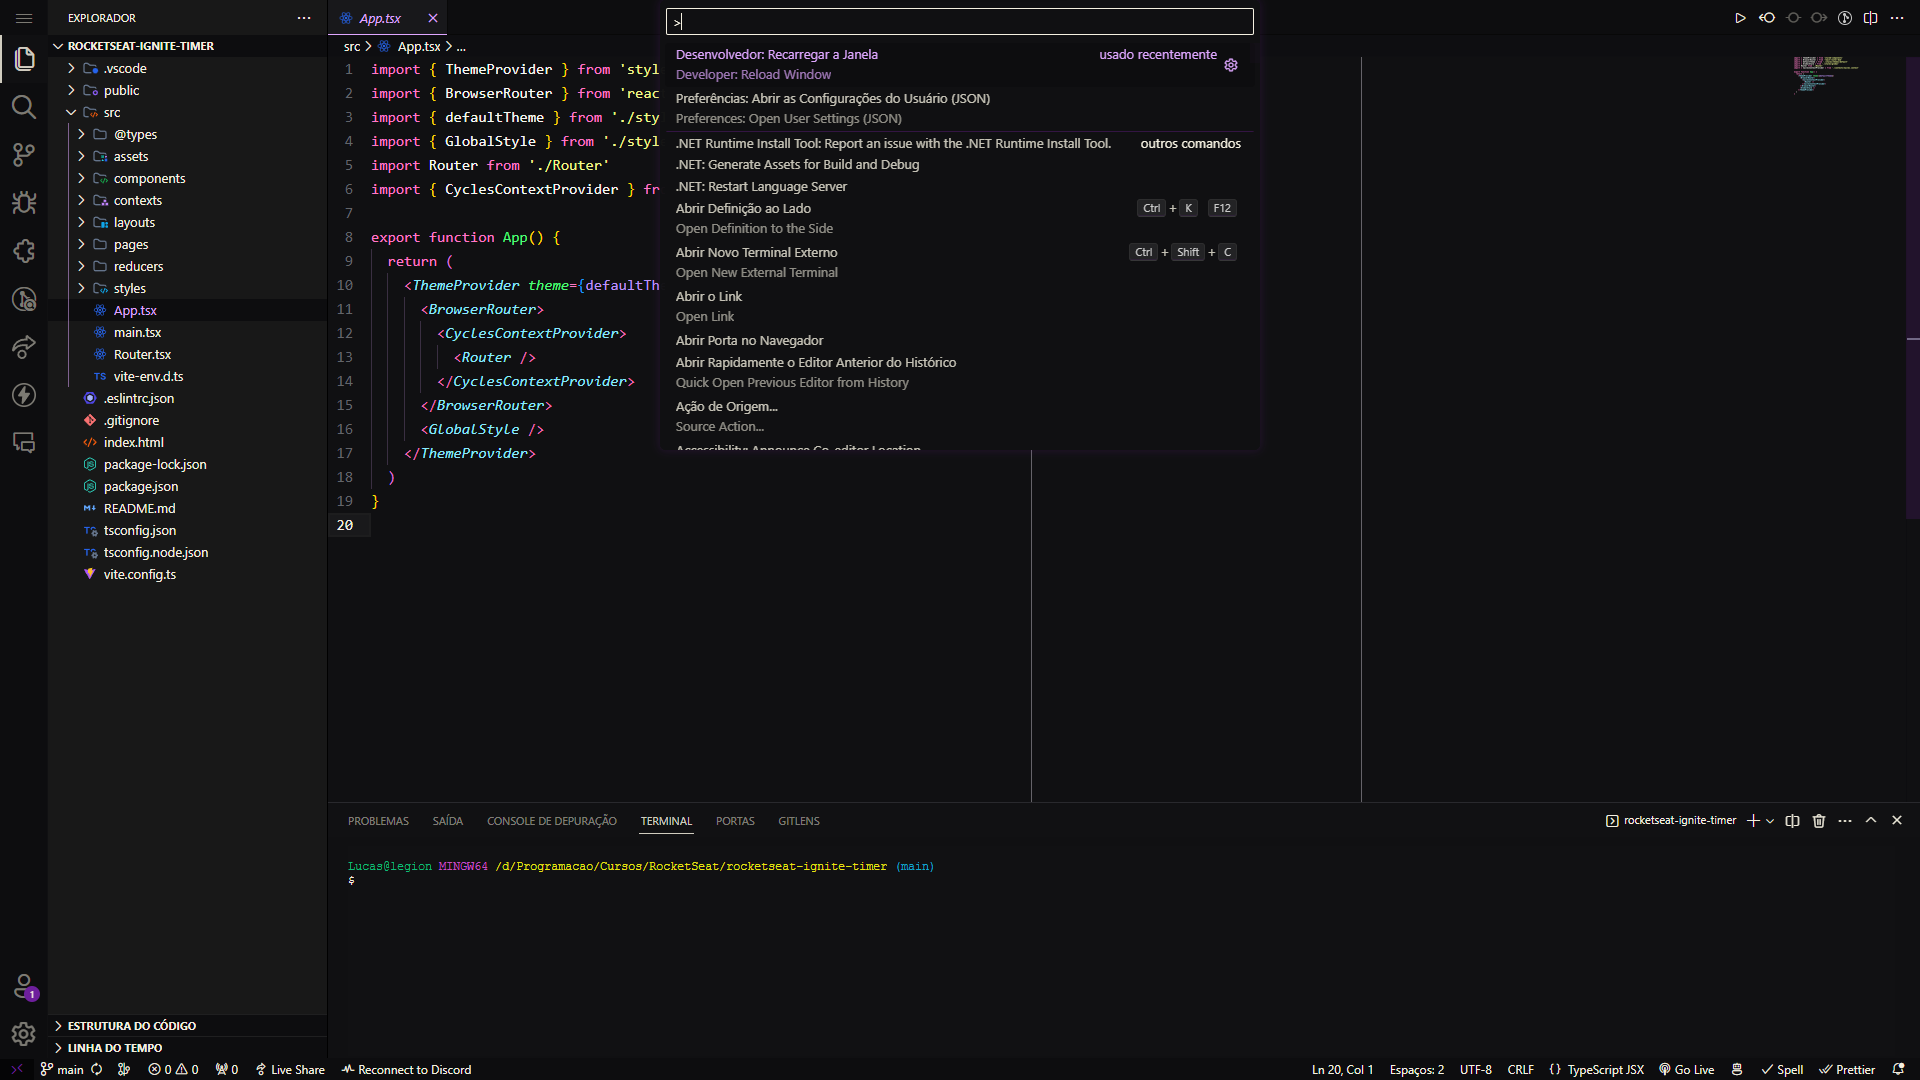 EXPLORADOR
ROCKETSEAT-IGNITE-TIMER
.vscode
public
src
@types
assets
components
contexts
layouts
pages
reducers
styles
App.tsx
main.tsx
Router.tsx
TS vite-env.d.ts
.eslintrc.json
.gitignore
index.html
package-lock.json
package.json
README.md
tsconfig.json
tsconfig.node.json
vite.config.ts
ESTRUTURA DO CÓDIGO
LINHA DO TEMPO
App.tsx
src > App.tsx > ...
1 import { ThemeProvider } from 'styl
2 import { BrowserRouter } from 'reac
3 import { defaultTheme } from './sty
4 import { GlobalStyle } from './styl
5 import Router from './Router'
6 import { CyclesContextProvider } fr
7
8 export function App() {
9 return (
10 <ThemeProvider theme={defaultTh
11 <BrowserRouter>
12 <CyclesContextProvider>
13 <Router />
14 </CyclesContextProvider>
15 </BrowserRouter>
16 <GlobalStyle />
17 </ThemeProvider>
18 )
19 }
20
>
Desenvolvedor: Recarregar a Janela usado recentemente
Developer: Reload Window
Preferências: Abrir as Configurações do Usuário (JSON)
Preferences: Open User Settings (JSON)
.NET Runtime Install Tool: Report an issue with the .NET Runtime Install Tool. outros comandos
.NET: Generate Assets for Build and Debug
.NET: Restart Language Server
Abrir Definição ao Lado Ctrl + K F12
Open Definition to the Side
Abrir Novo Terminal Externo Ctrl + Shift + C
Open New External Terminal
Abrir o Link
Open Link
Abrir Porta no Navegador
Abrir Rapidamente o Editor Anterior do Histórico
Quick Open Previous Editor from History
Ação de Origem...
Source Action...
Accessibility: Announce Co-editor Location
PROBLEMAS SAÍDA CONSOLE DE DEPURAÇÃO TERMINAL PORTAS GITLENS rocketseat-ignite-timer
Lucas@legion MINGW64 /d/Programacao/Cursos/RocketSeat/rocketseat-ignite-timer (main)
$
1
main 0 0 0 Live Share Reconnect to Discord Ln 20, Col 1 Espaços: 2 UTF-8 CRLF {} TypeScript JSX Go Live Spell Prettier